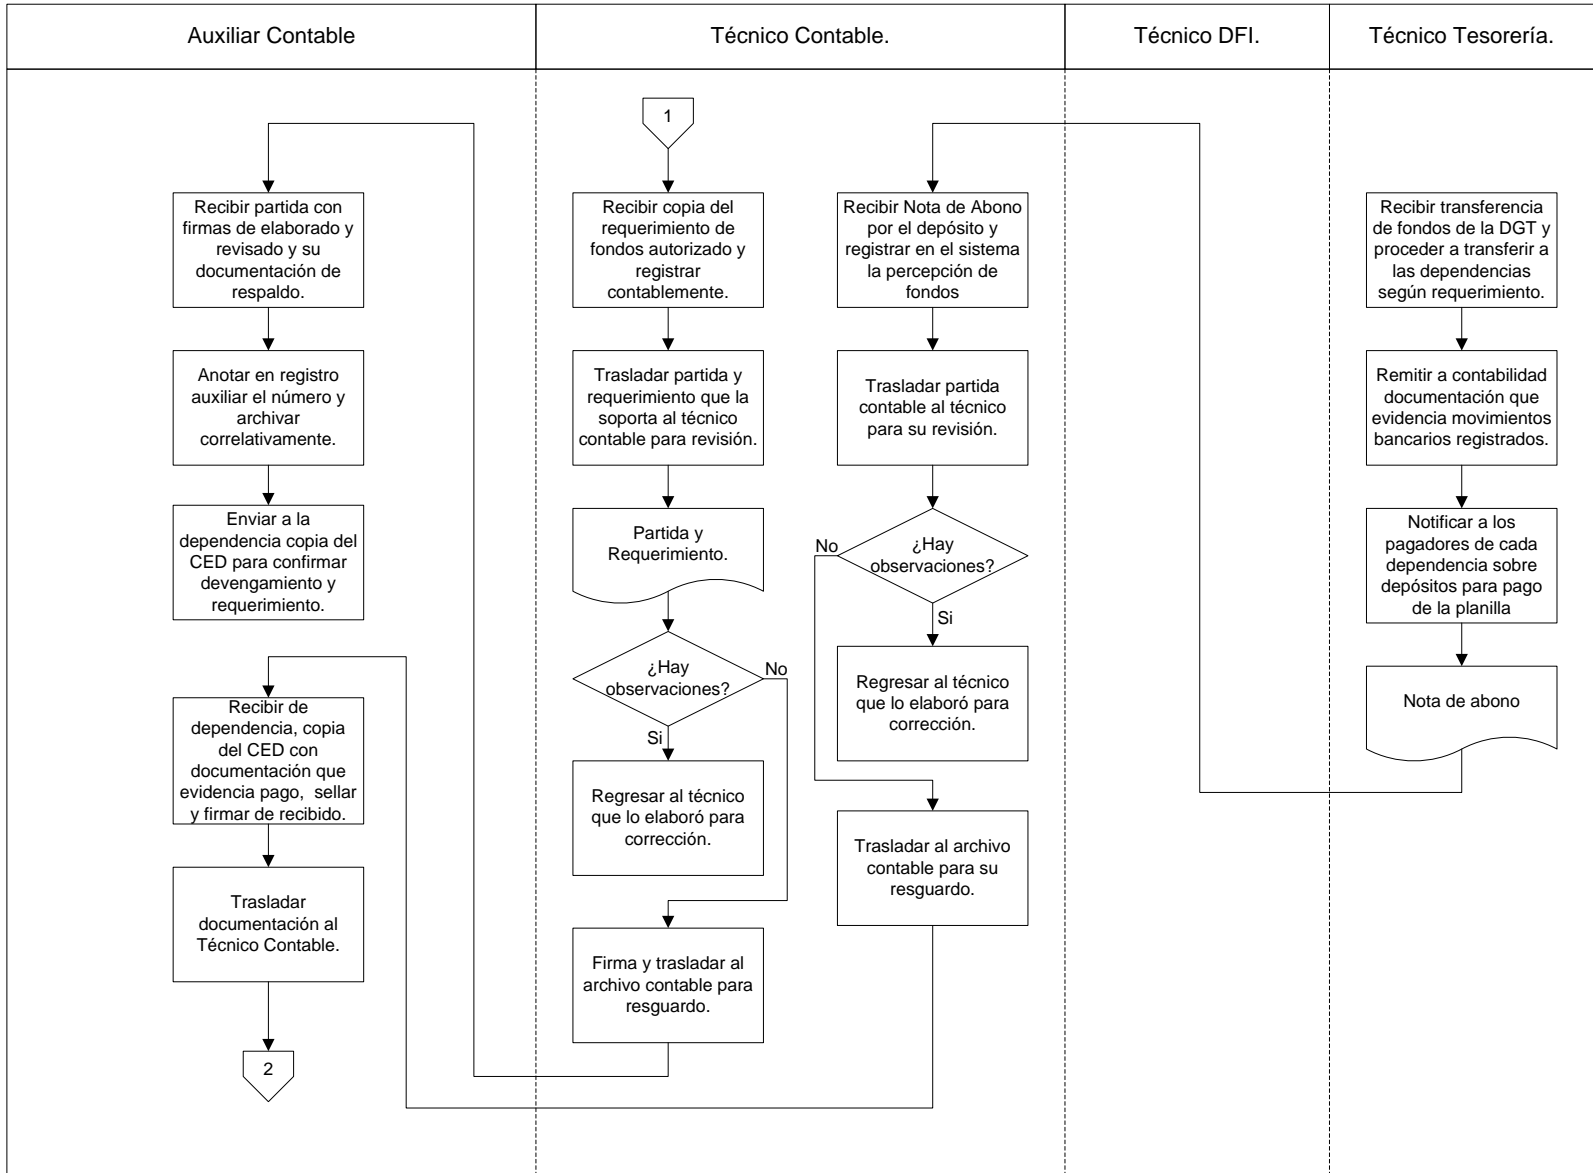 Auxiliar Contable
Técnico Contable.
Técnico DFI.
Técnico Tesorería.
Recibir partida con
firmas de elaborado y
revisado y su
documentación de
respaldo.
Anotar en registro
auxiliar el número y
archivar
correlativamente.
Enviar a la
dependencia copia del
CED para confirmar
devengamiento y
requerimiento.
Recibir de
dependencia, copia
del CED con
documentación que
evidencia pago,  sellar
y firmar de recibido.
Trasladar
documentación al
Técnico Contable.
2
1
Recibir copia del
requerimiento de
fondos autorizado y
registrar
contablemente.
Trasladar partida y
requerimiento que la
soporta al técnico
contable para revisión.
Partida y
Requerimiento.
¿Hay
observaciones?
No
Si
Regresar al técnico
que lo elaboró para
corrección.
Firma y trasladar al
archivo contable para
resguardo.
Recibir Nota de Abono
por el depósito y
registrar en el sistema
la percepción de
fondos
Trasladar partida
contable al técnico
para su revisión.
No
¿Hay
observaciones?
Si
Regresar al técnico
que lo elaboró para
corrección.
Trasladar al archivo
contable para su
resguardo.
Recibir transferencia
de fondos de la DGT y
proceder a transferir a
las dependencias
según requerimiento.
Remitir a contabilidad
documentación que
evidencia movimientos
bancarios registrados.
Notificar a los
pagadores de cada
dependencia sobre
depósitos para pago
de la planilla
Nota de abono